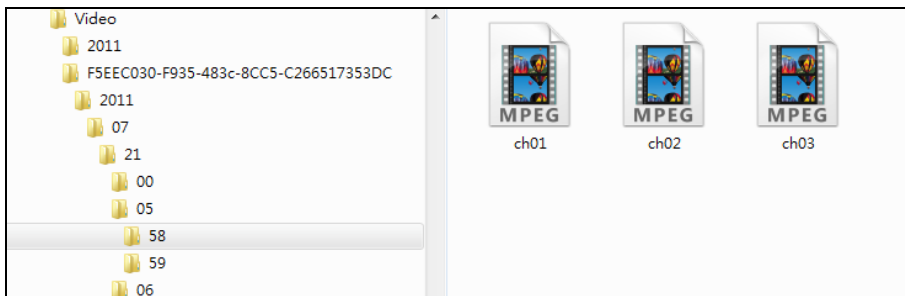 Video
2011
F5EEC030-F935-483c-8CC5-C266517353DC
2011
07
21
00
05
58
59
06
MPEG MPEG MPEG
ch01 ch02 ch03